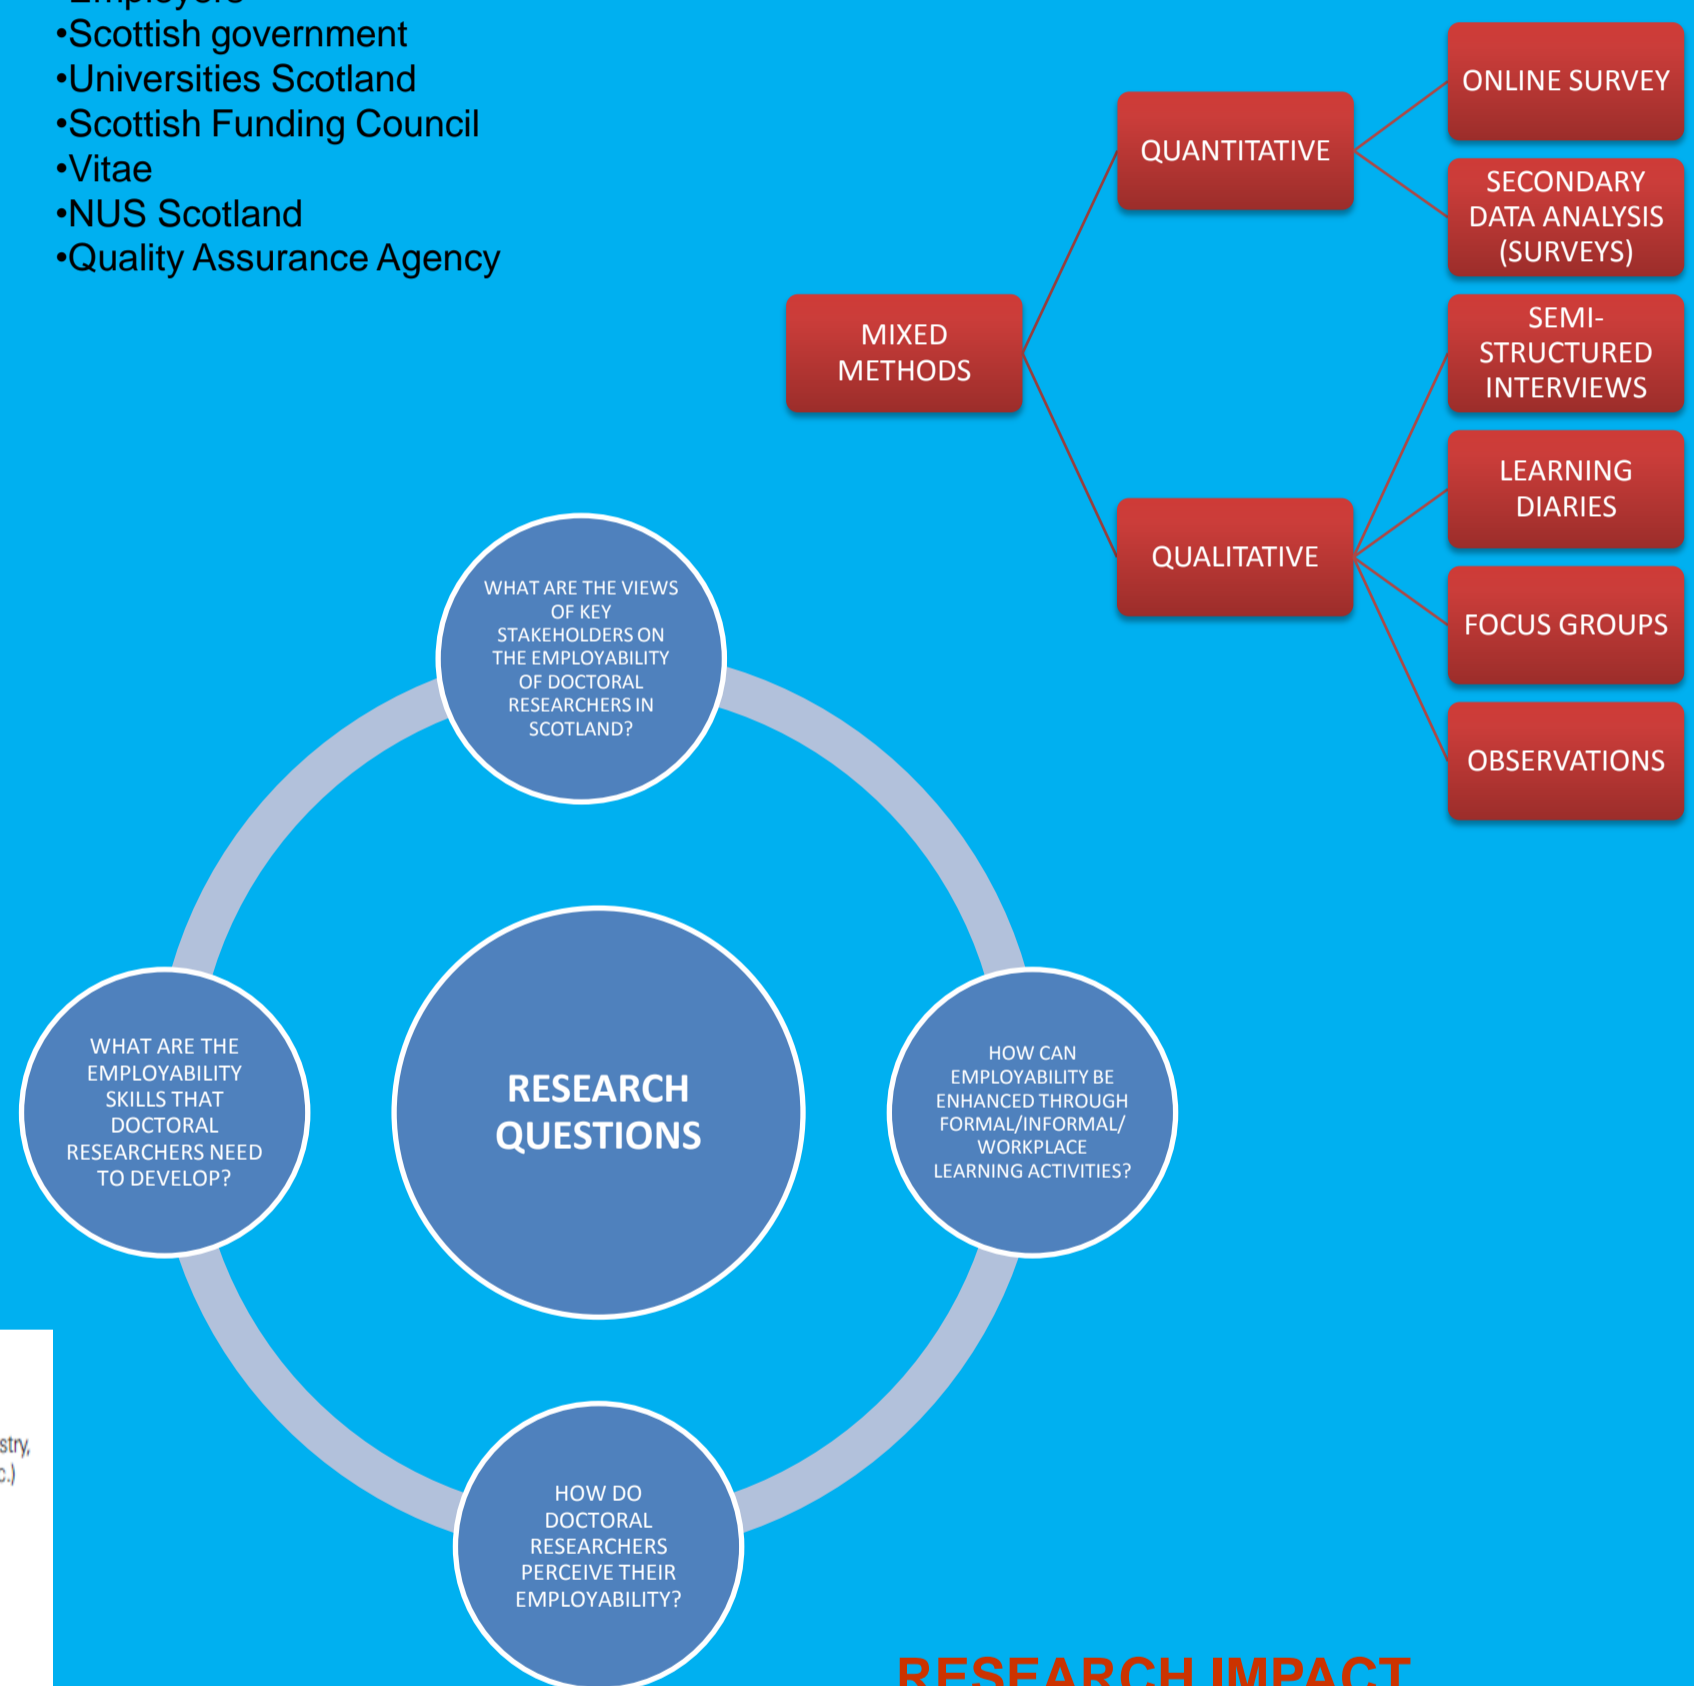 •Employers
•Scottish government
•Universities Scotland
•Scottish Funding Council
•Vitae
•NUS Scotland
•Quality Assurance Agency
MIXED
METHODS
QUANTITATIVE
ONLINE SURVEY
SECONDARY
DATA ANALYSIS
(SURVEYS)
QUALITATIVE
SEMI-
STRUCTURED
INTERVIEWS
LEARNING
DIARIES
FOCUS GROUPS
OBSERVATIONS
RESEARCH
QUESTIONS
WHAT ARE THE VIEWS
OF KEY
STAKEHOLDERS ON
THE EMPLOYABILITY
OF DOCTORAL
RESEARCHERS IN
SCOTLAND?
HOW CAN
EMPLOYABILITY BE
ENHANCED THROUGH
FORMAL/INFORMAL/
WORKPLACE
LEARNING ACTIVITIES?
HOW DO
DOCTORAL
RESEARCHERS
PERCEIVE THEIR
EMPLOYABILITY?
WHAT ARE THE
EMPLOYABILITY
SKILLS THAT
DOCTORAL
RESEARCHERS NEED
TO DEVELOP?
stry,
c.)
RESEARCH IMPACT